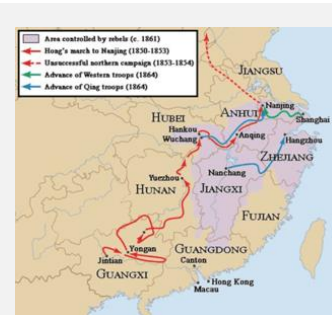 Area controlled by rebels (c. 1861)
Hong's march to Nanjing (1850-1853)
Unsuccessful northern campaign (1853-1854)
Advance of Western troops (1864)
Advance of Qing troops (1864)
JIANGSU
Nanjing
ANHUI
Shanghai
HUBEI
Hankou
Wuchang
Anqing
Hangzhou
ZHEJIANG
Nanchang
Yuezhou
HUNAN
JIANGXI
FUJIAN
Yongan
GUANGDONG
Jintian
Canton
GUANGXI
Hong Kong
Macau